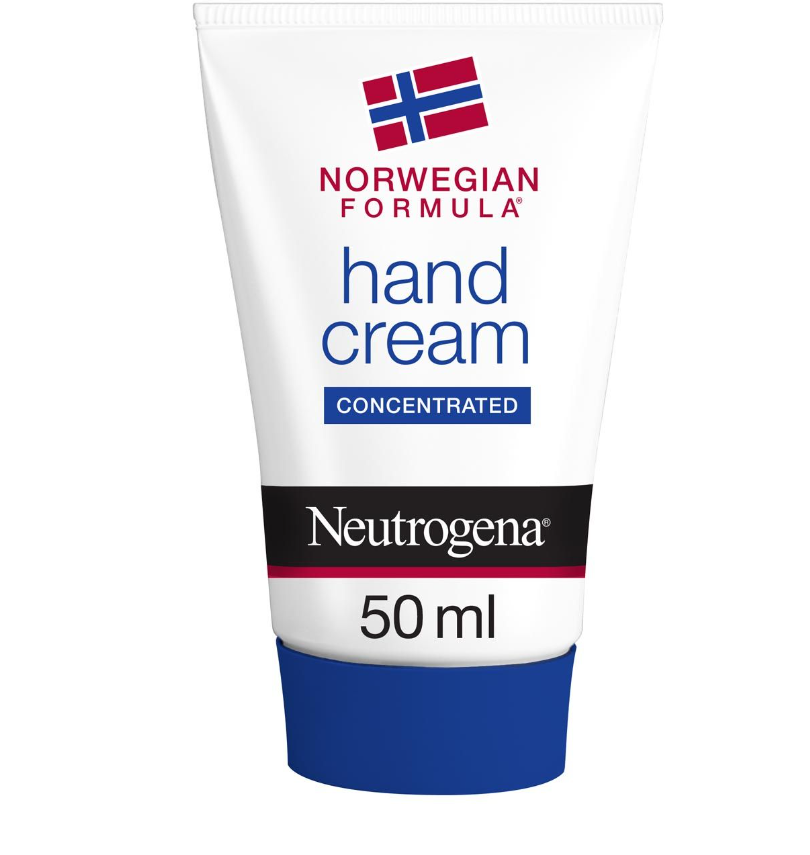 NORWEGIAN
FORMULA®
hand
cream
CONCENTRATED
Neutrogena®
50 ml